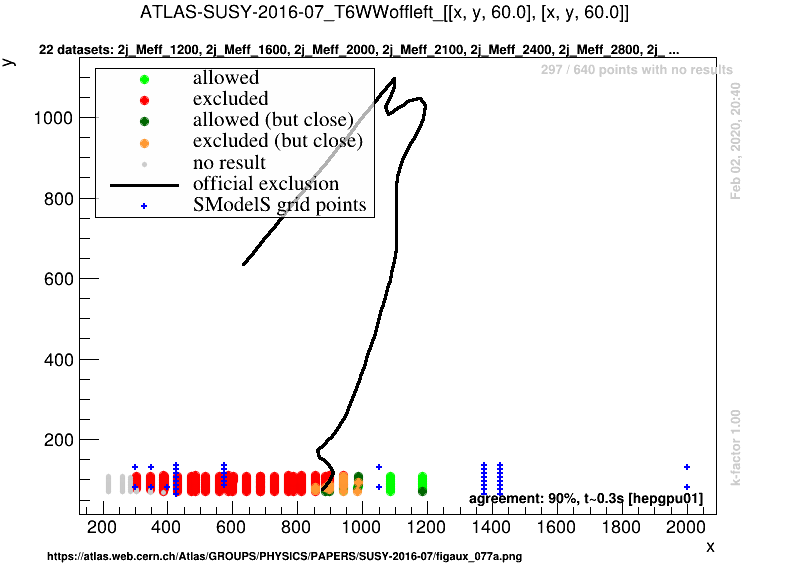 ATLAS-SUSY-2016-07_T6WWoffleft_[[x, y, 60.0], [x, y, 60.0]]
22 datasets: 2j_Meff_1200, 2j_Meff_1600, 2j_Meff_2000, 2j_Meff_2100, 2j_Meff_2400, 2j_Meff_2800, 2j_ ...
y
297 / 640 points with no results
allowed
excluded
allowed (but close)
excluded (but close)
no result
official exclusion
SModelS grid points
Feb 02, 2020, 20:40
1000
800
600
400
200
k-factor 1.00
agreement: 90%, t~0.3s [hepgpu01]
200 400 600 800 1000 1200 1400 1600 1800 2000
x
https://atlas.web.cern.ch/Atlas/GROUPS/PHYSICS/PAPERS/SUSY-2016-07/figaux_077a.png